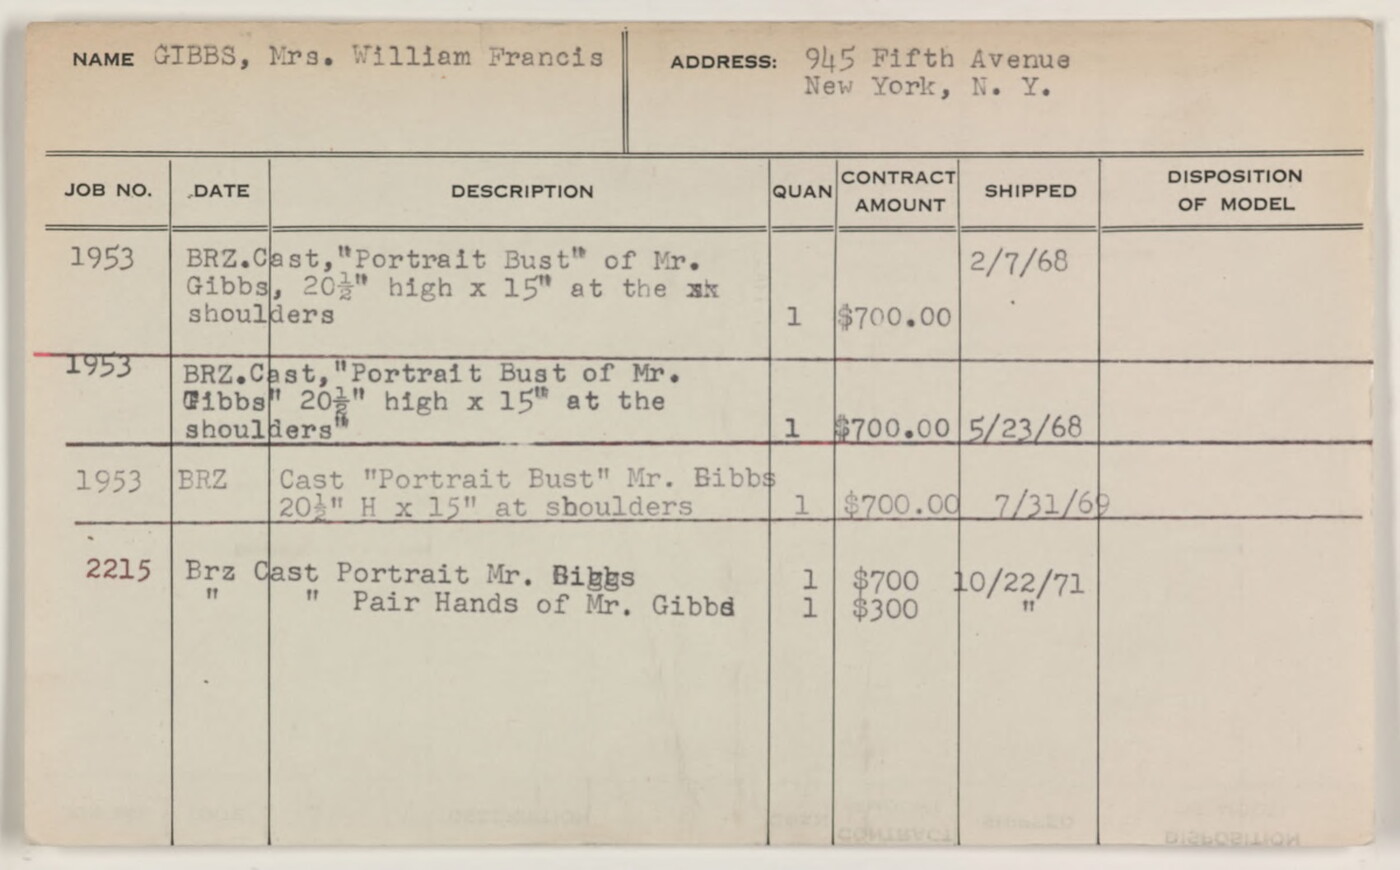 NAME GIBBS, Mrs. William Francis
ADDRESS: 945 Fifth Avenue
New York, N. Y.
JOB NO. DATE DESCRIPTION QUAN CONTRACT AMOUNT SHIPPED DISPOSITION OF MODEL
1953 BRZ.Cast,"Portrait Bust" of Mr.  2/7/68
Gibbs, 20½" high x 15" at the
shoulders 1 $700.00
1953 BRZ.Cast,"Portrait Bust of Mr.
Gibbs" 20½" high x 15" at the
shoulders" 1 $700.00 5/23/68
1953 BRZ Cast "Portrait Bust" Mr. Bibbs
20½" H x 15" at shoulders 1 $700.00 7/31/69
2215 Brz Cast Portrait Mr. 1 $700 10/22/71
" " Pair Hands of Mr. Gibbs 1 $300 "
CONTRACT DISPOSITION